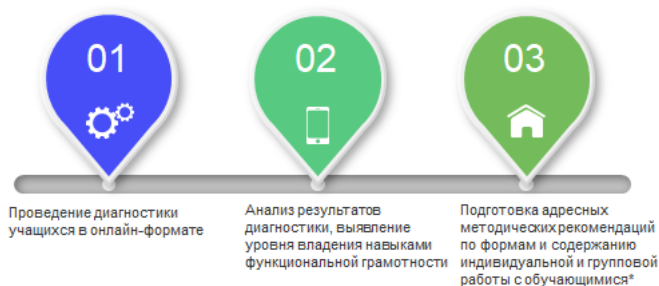 01
02
03
Проведение диагностики
учащихся в онлайн-формате
Анализ результатов
диагностики, выявление
уровня владения навыками
функциональной грамотности
Подготовка адресных
методических рекомендаций
по формам и содержанию
индивидуальной и групповой
работы с обучающимися*